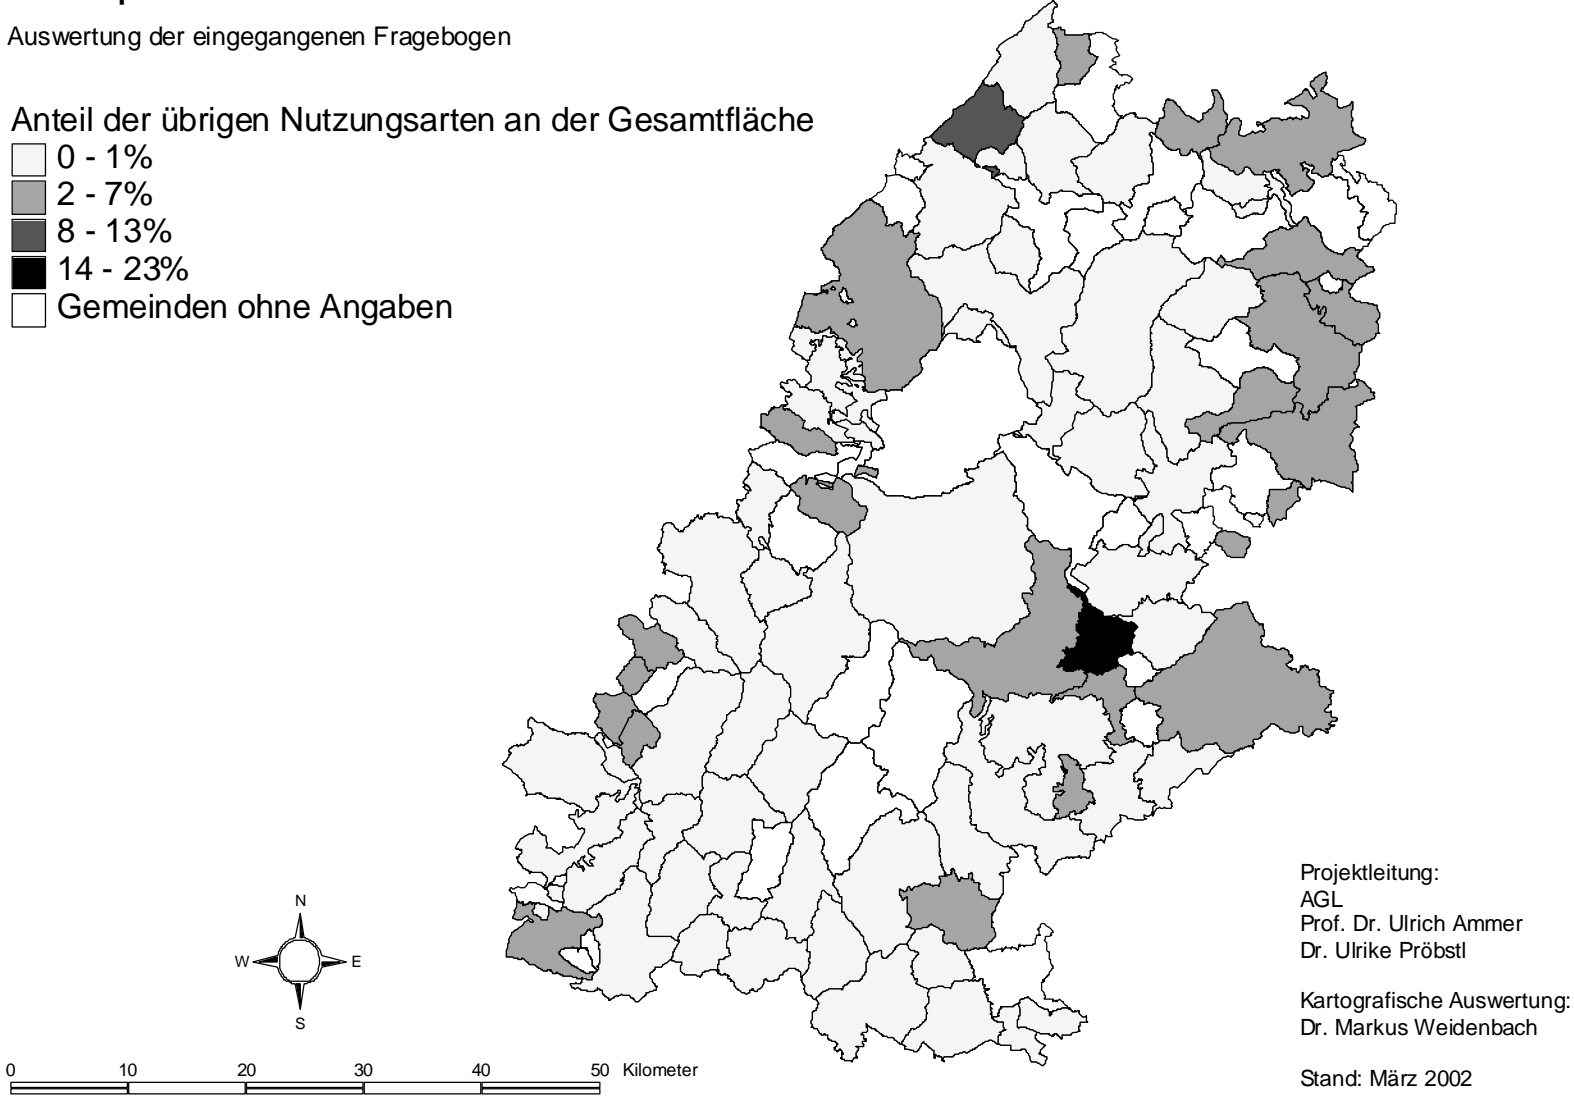 Auswertung der eingegangenen Fragebogen
Anteil der übrigen Nutzungsarten an der Gesamtfläche
0 - 1%
2 - 7%
8 - 13%
14 - 23%
Gemeinden ohne Angaben
N
W E
S
0 10 20 30 40 50 Kilometer
Projektleitung:
AGL
Prof. Dr. Ulrich Ammer
Dr. Ulrike Pröbstl
Kartografische Auswertung:
Dr. Markus Weidenbach
Stand: März 2002